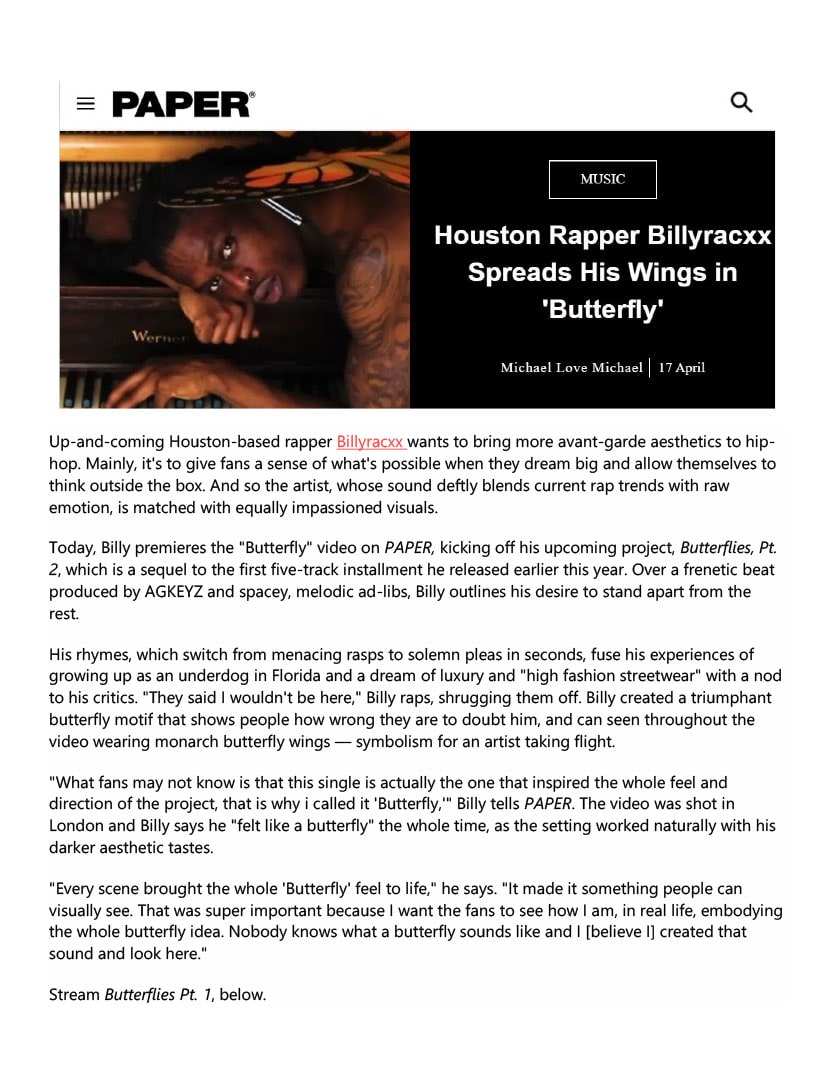 PAPER®
MUSIC
Houston Rapper Billyracxx
Spreads His Wings in
'Butterfly'
Michael Love Michael | 17 April
Werner
Up-and-coming Houston-based rapper Billyracxx wants to bring more avant-garde aesthetics to hip-
hop. Mainly, it's to give fans a sense of what's possible when they dream big and allow themselves to
think outside the box. And so the artist, whose sound deftly blends current rap trends with raw
emotion, is matched with equally impassioned visuals.
Today, Billy premieres the "Butterfly" video on PAPER, kicking off his upcoming project, Butterflies, Pt.
2, which is a sequel to the first five-track installment he released earlier this year. Over a frenetic beat
produced by AGKEYZ and spacey, melodic ad-libs, Billy outlines his desire to stand apart from the
rest.
His rhymes, which switch from menacing rasps to solemn pleas in seconds, fuse his experiences of
growing up as an underdog in Florida and a dream of luxury and "high fashion streetwear" with a nod
to his critics. "They said I wouldn't be here," Billy raps, shrugging them off. Billy created a triumphant
butterfly motif that shows people how wrong they are to doubt him, and can seen throughout the
video wearing monarch butterfly wings — symbolism for an artist taking flight.
"What fans may not know is that this single is actually the one that inspired the whole feel and
direction of the project, that is why i called it 'Butterfly,'" Billy tells PAPER. The video was shot in
London and Billy says he "felt like a butterfly" the whole time, as the setting worked naturally with his
darker aesthetic tastes.
"Every scene brought the whole 'Butterfly' feel to life," he says. "It made it something people can
visually see. That was super important because I want the fans to see how I am, in real life, embodying
the whole butterfly idea. Nobody knows what a butterfly sounds like and I [believe I] created that
sound and look here."
Stream Butterflies Pt. 1, below.